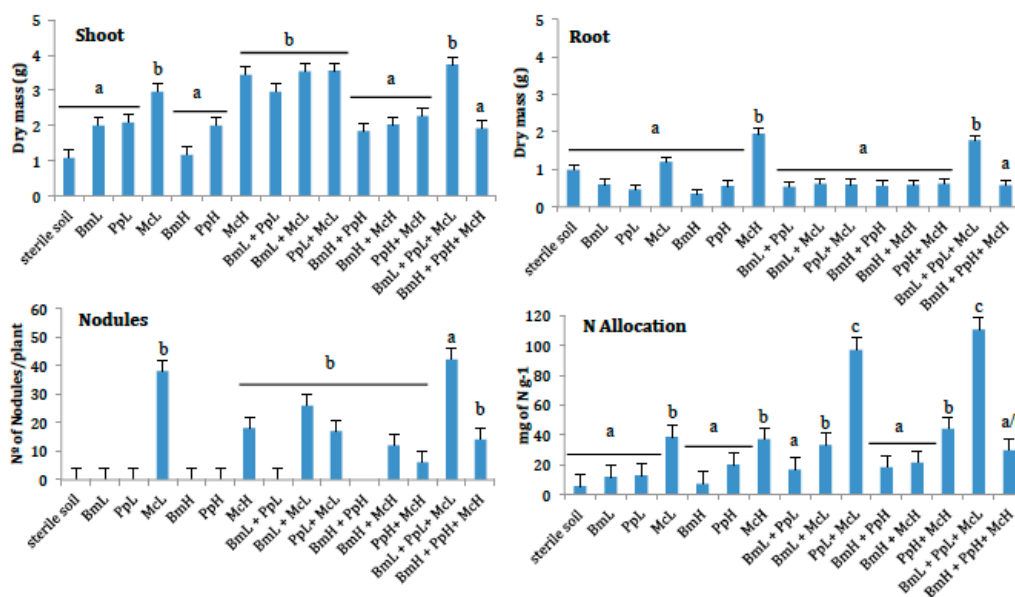 Shoot
Dry mass (g)
5
4
3
2
1
0
a
b
a
b
a
b
a
sterile soil
BmL
PpL
McL
BmH
PpH
McH
BmL + PpL
BmL + McL
PpL+ McL
BmH + PpH
BmH + McH
PpH+ McH
BmL + PpL+ McL
BmH + PpH+ McH
Root
Dry mass (g)
5
4
3
2
1
0
a
b
a
b
a
sterile soil
BmL
PpL
McL
BmH
PpH
McH
BmL + PpL
BmL + McL
PpL+ McL
BmH + PpH
BmH + McH
PpH+ McH
BmL + PpL+ McL
BmH + PpH+ McH
Nodules
Nº of Nodules/plant
60
50
40
30
20
10
0
b
b
a
b
sterile soil
BmL
PpL
McL
BmH
PpH
McH
BmL + PpL
BmL + McL
PpL + McL
BmH + PpH
BmH + McH
PpH + McH
BmL + PpL + McL
BmH + PpH+ McH
N Allocation
mg of N g-1
120
100
80
60
40
20
0
a
b
a
b
a
b
c
a
b
c
a/
sterile soil
BmL
PpL
McL
BmH
PpH
McH
BmL + PpL
BmL + McL
PpL + McL
BmH + PpH
BmH + McH
PpH+ McH
BmL + PpL + McL
BmH + PpH+ McH